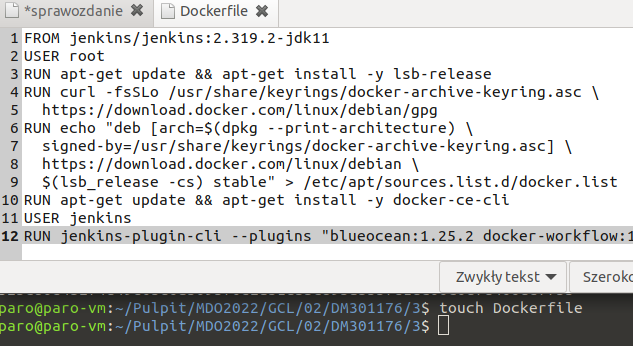 *sprawozdanie ✖ Dockerfile ✖
1 FROM jenkins/jenkins:2.319.2-jdk11
2 USER root
3 RUN apt-get update && apt-get install -y lsb-release
4 RUN curl -fsSLo /usr/share/keyrings/docker-archive-keyring.asc \
5   https://download.docker.com/linux/debian/gpg
6 RUN echo "deb [arch=$(dpkg --print-architecture) \
7   signed-by=/usr/share/keyrings/docker-archive-keyring.asc] \
8   https://download.docker.com/linux/debian \
9   $(lsb_release -cs) stable" > /etc/apt/sources.list.d/docker.list
10 RUN apt-get update && apt-get install -y docker-ce-cli
11 USER jenkins
12 RUN jenkins-plugin-cli --plugins "blueocean:1.25.2 docker-workflow:1
Zwykły tekst ▼ Szeroko
paro@paro-vm:~/Pulpit/MDO2022/GCL/02/DM301176/3$ touch Dockerfile
paro@paro-vm:~/Pulpit/MDO2022/GCL/02/DM301176/3$